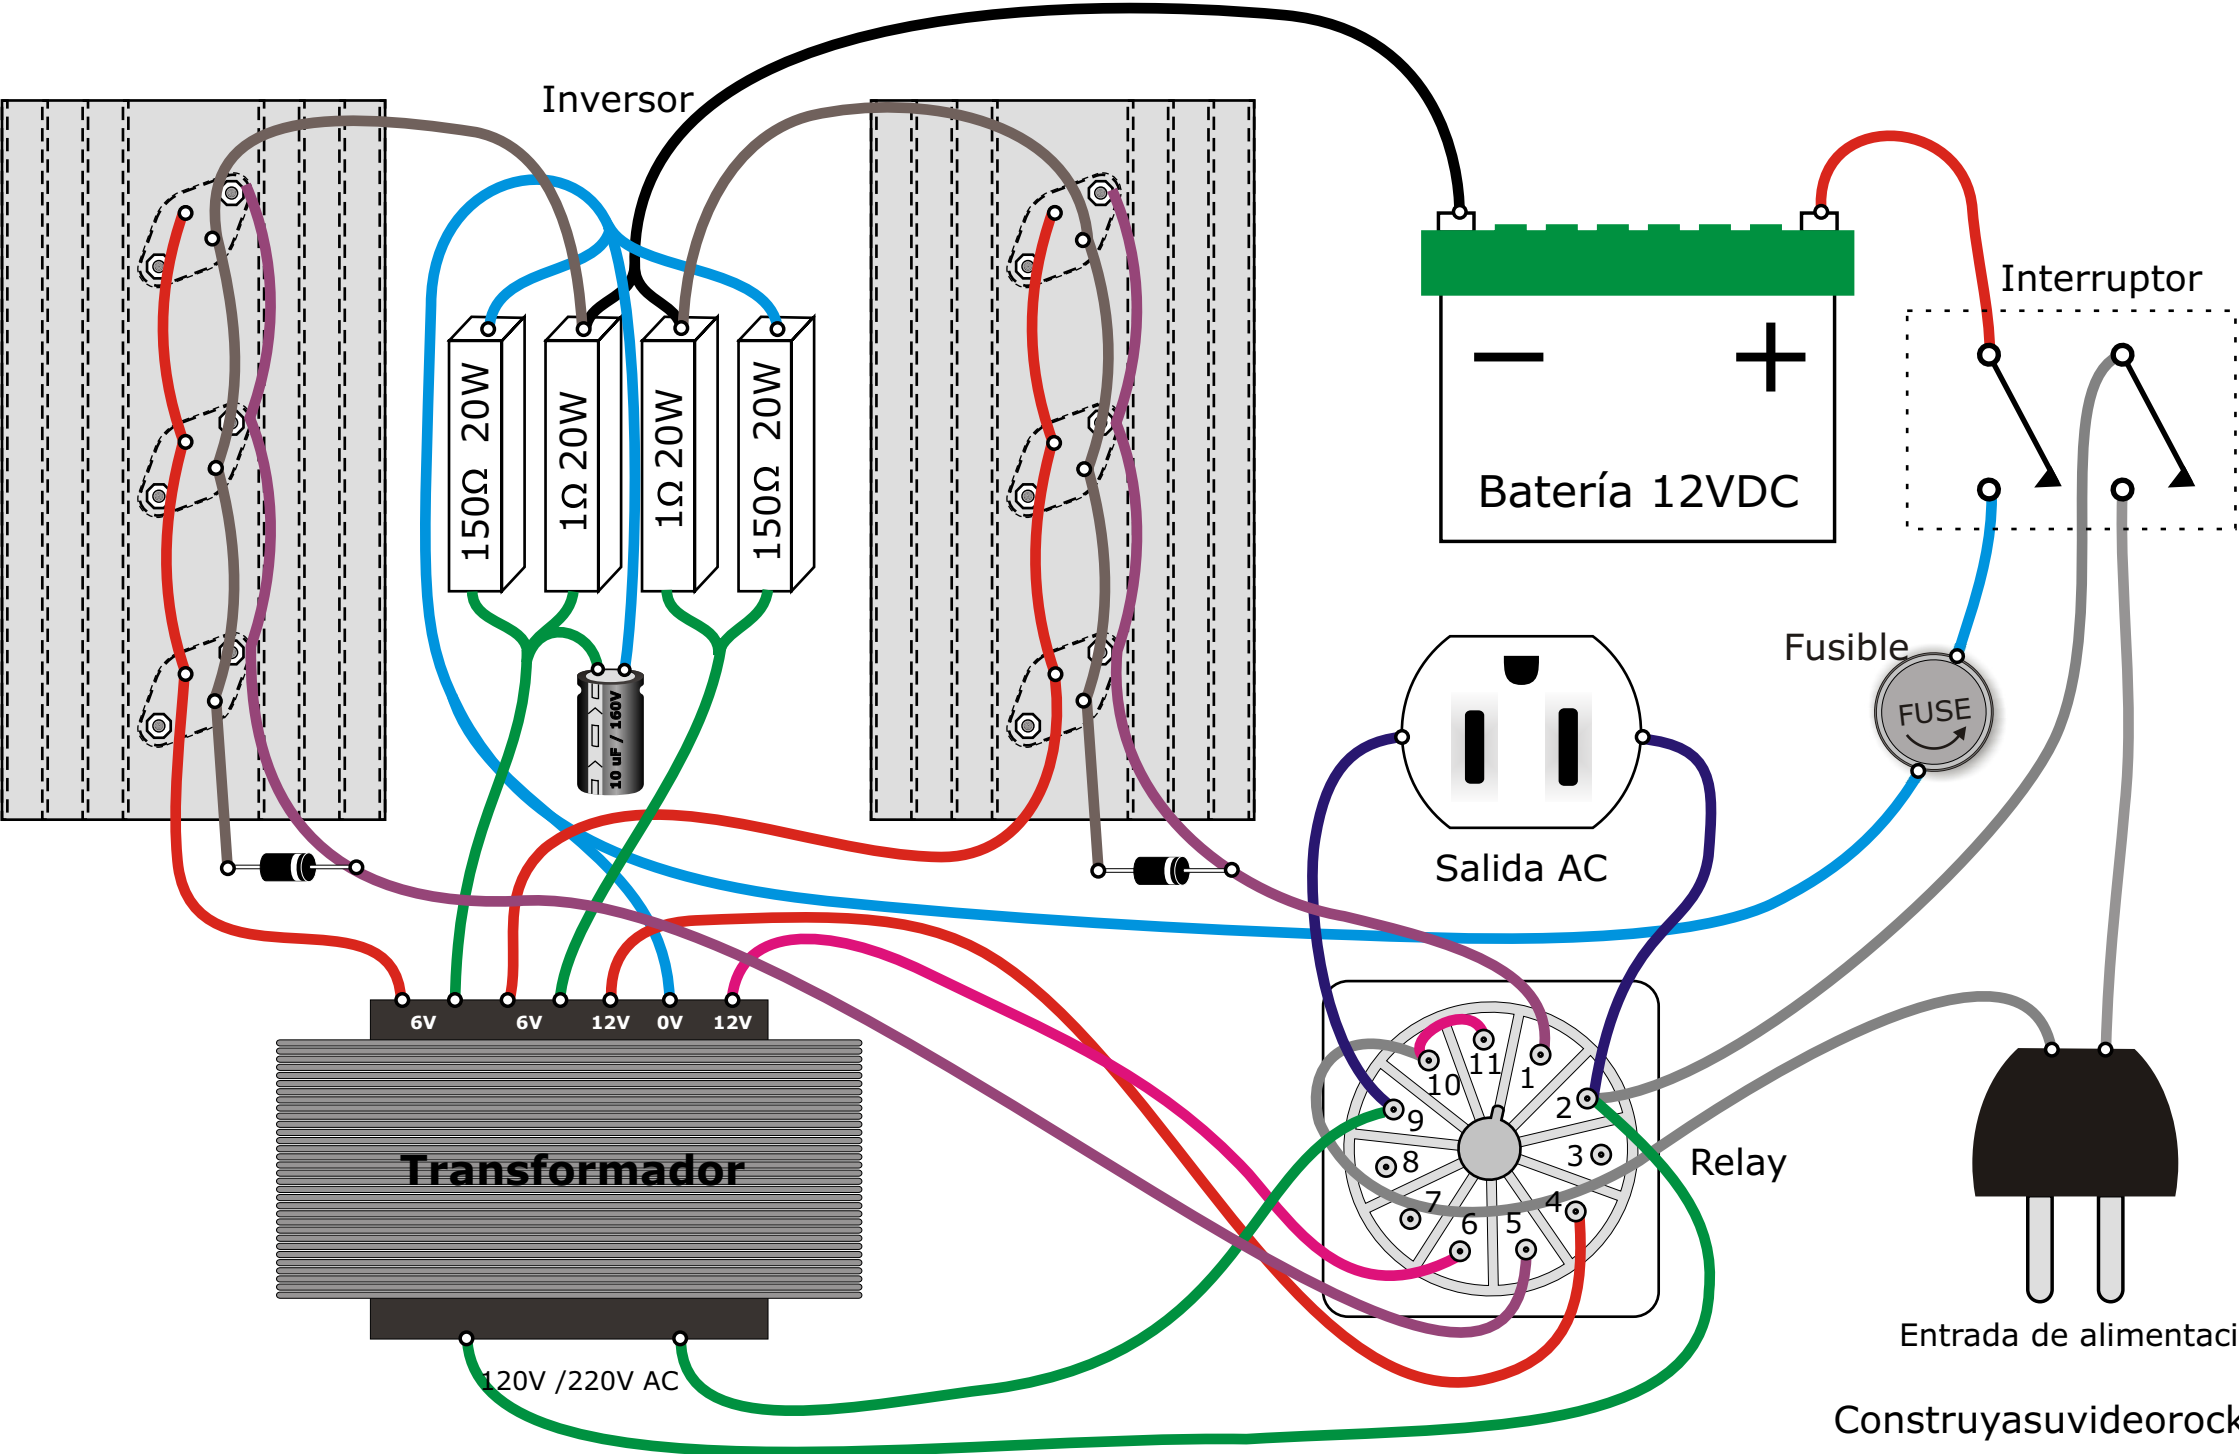 Inversor
150Ω 20W
1Ω 20W
1Ω 20W
150Ω 20W
10 uF / 160V
Batería 12VDC
Interruptor
Fusible
FUSE
Salida AC
6V
6V
12V
0V
12V
Transformador
120V /220V AC
10
11
1
2
3
4
5
6
7
8
9
Relay
Entrada de alimentaci
Construyasuvideorock